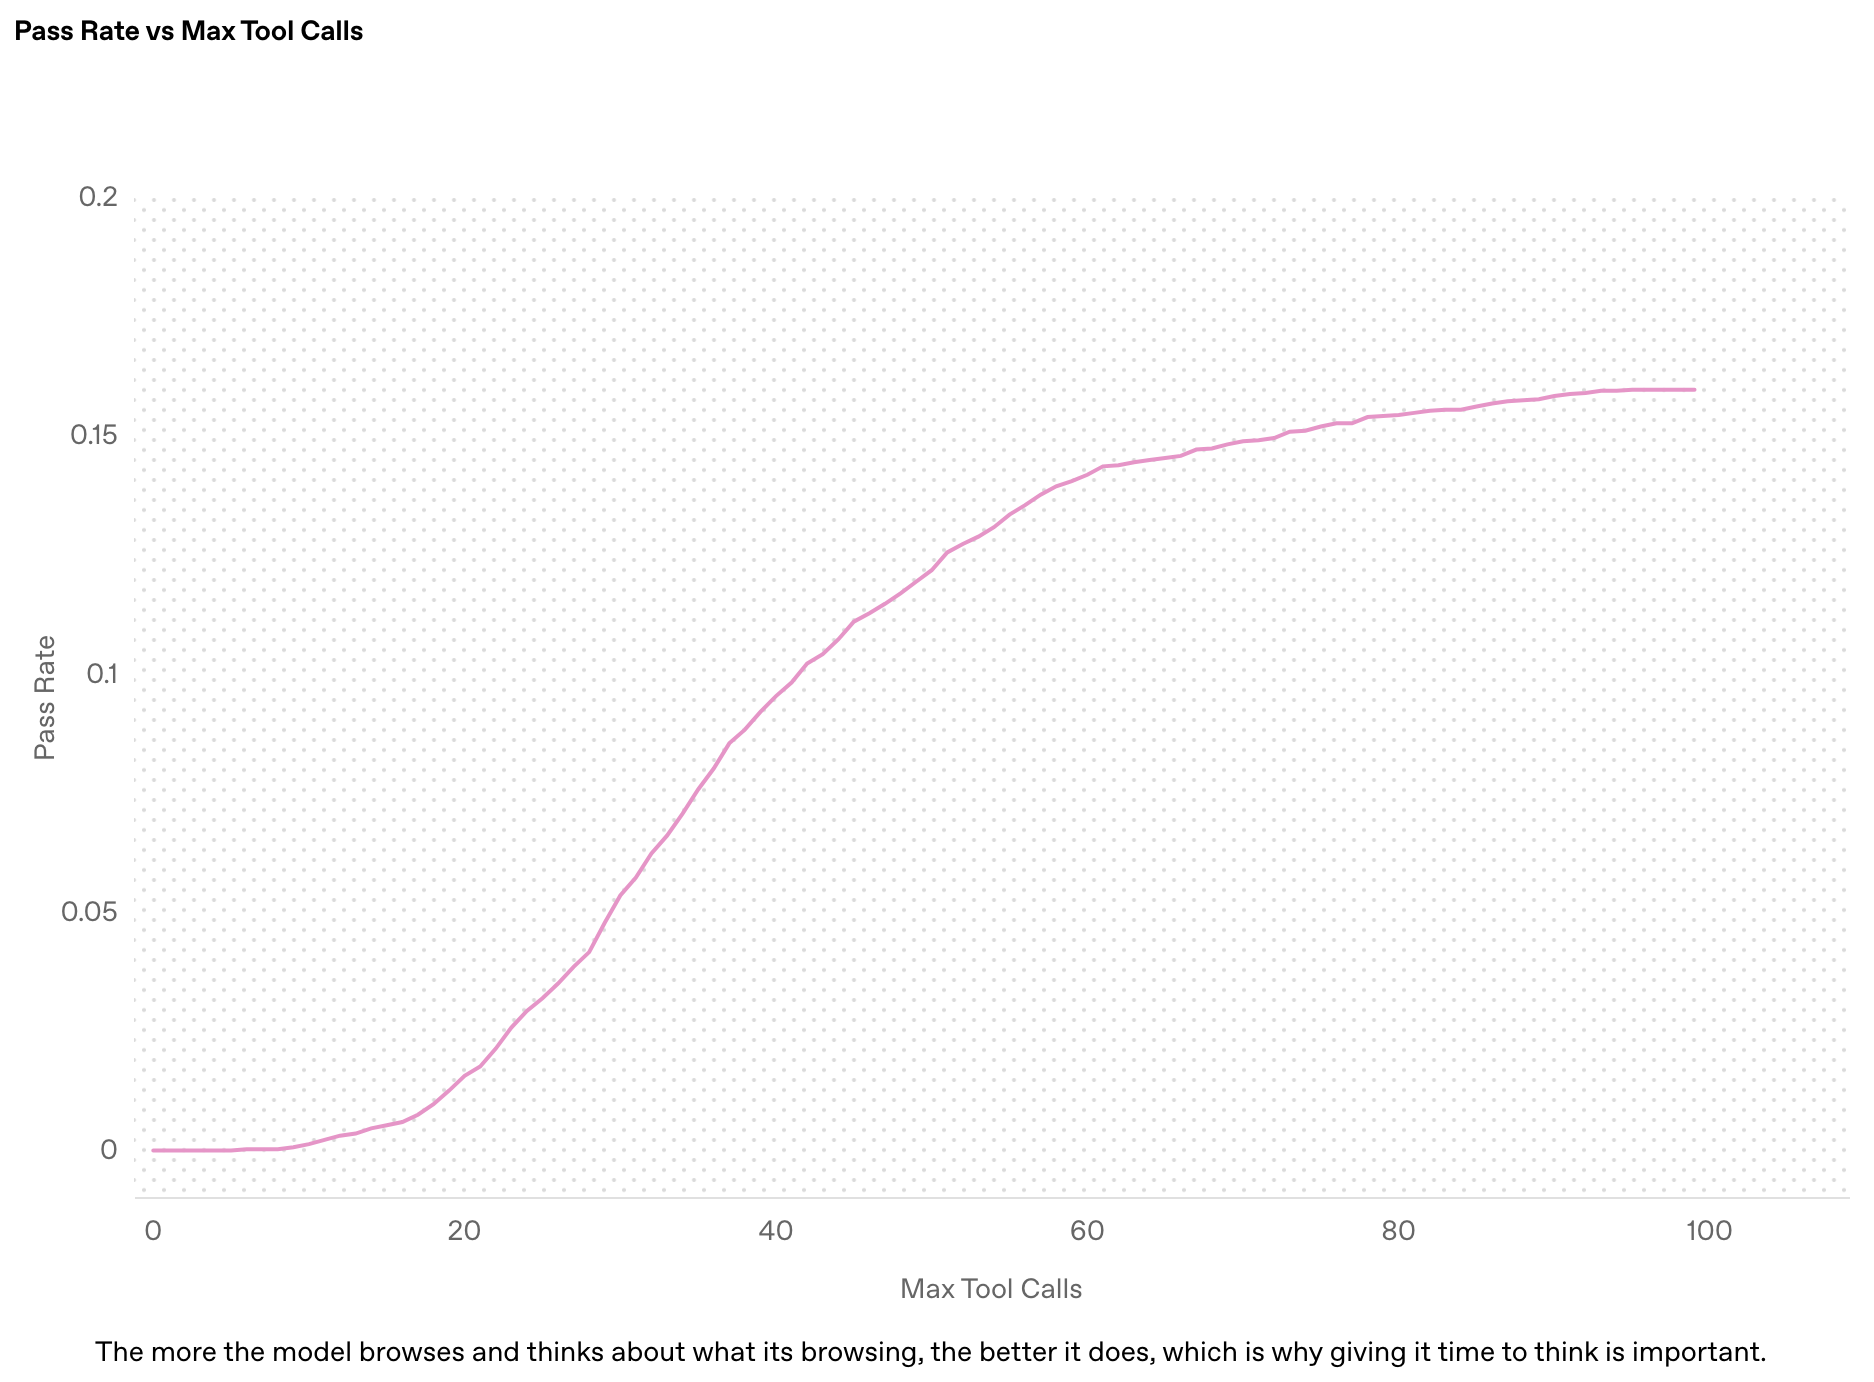 Pass Rate vs Max Tool Calls
0.2
0.15
0.1
0.05
0
Pass Rate
0 20 40 60 80 100
Max Tool Calls
The more the model browses and thinks about what its browsing, the better it does, which is why giving it time to think is important.